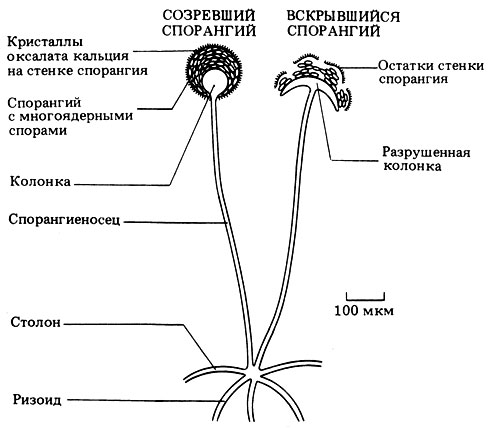 СОЗРЕВШИЙ
СПОРАНГИЙ
ВСКРЫВШИЙСЯ
СПОРАНГИЙ
Кристаллы
оксалата кальция
на стенке спорангия
Спорангий
с многоядерными
спорами
Колонка
Спорангиеносец
Столон
Ризоид
Остатки стенки
спорангия
Разрушенная
колонка
100 мкм